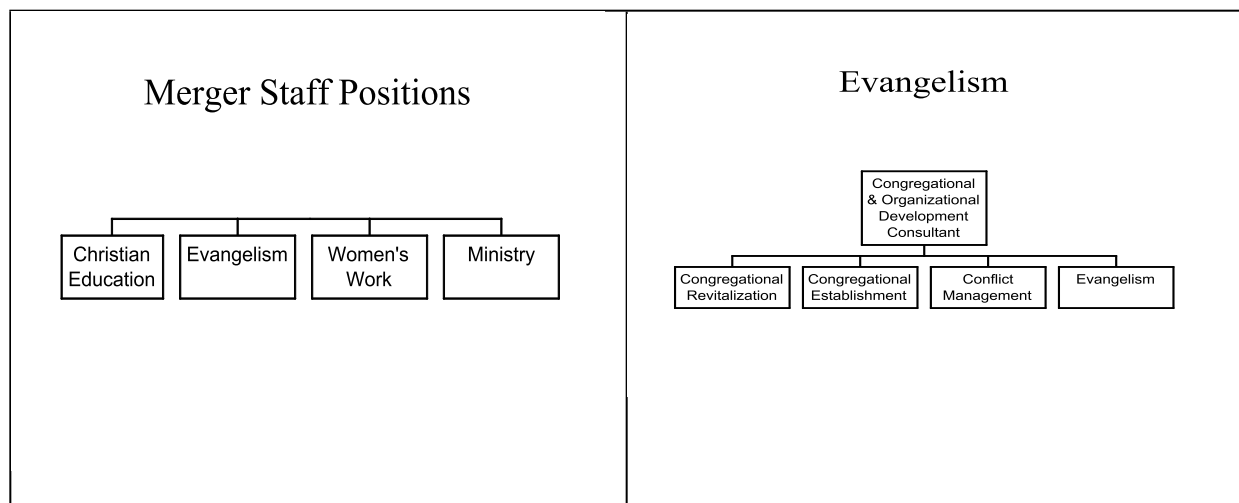 Merger Staff Positions
Christian
Education
Evangelism
Women's
Work
Ministry
Evangelism
Congregational
& Organizational
Development
Consultant
Congregational
Revitalization
Congregational
Establishment
Conflict
Management
Evangelism